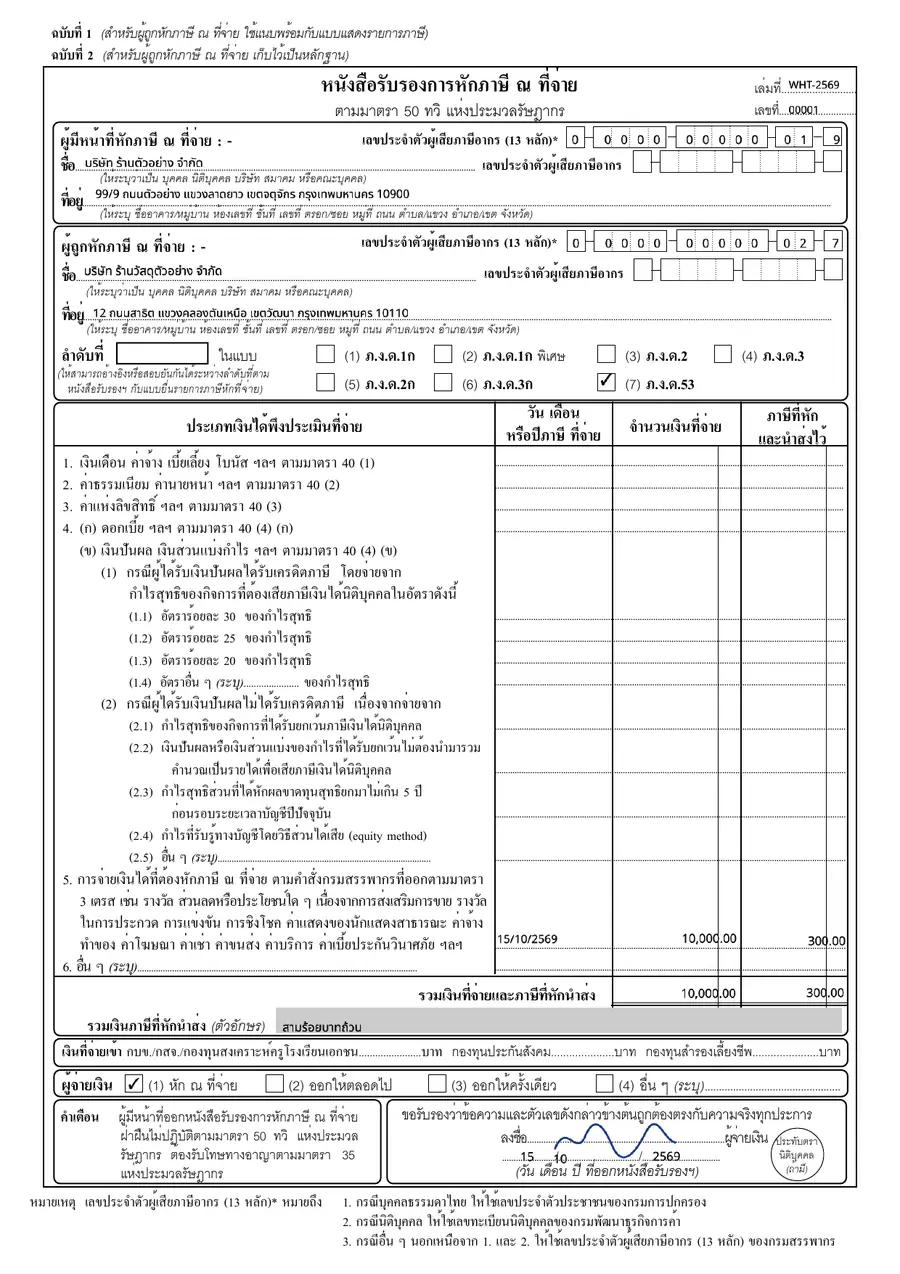 ฉบับที่ 1 (สำหรับผู้ถูกหักภาษี ณ ที่จ่าย ใช้แนบพร้อมกับแบบแสดงรายการภาษี)
ฉบับที่ 2 (สำหรับผู้ถูกหักภาษี ณ ที่จ่าย เก็บไว้เป็นหลักฐาน)
หนังสือรับรองการหักภาษี ณ ที่จ่าย
เล่มที่ WHT-2569
ตามมาตรา 50 ทวิ แห่งประมวลรัษฎากร
เลขที่ 00001
ผู้มีหน้าที่หักภาษี ณ ที่จ่าย : - เลขประจำตัวผู้เสียภาษีอากร (13 หลัก)* 0 0 0 0 0 0 0 0 0 0 0 1 9
ชื่อ บริษัท ร้านตัวอย่าง จำกัด เลขประจำตัวผู้เสียภาษีอากร
(ให้ระบุว่าเป็น บุคคล นิติบุคคล บริษัท สมาคม หรือคณะบุคคล)
ที่อยู่ 99/9 ถนนตัวอย่าง แขวงลาดยาว เขตจตุจักร กรุงเทพมหานคร 10900
(ให้ระบุ ชื่ออาคาร/หมู่บ้าน ห้องเลขที่ ชั้นที่ เลขที่ ตรอก/ซอย หมู่ที่ ถนน ตำบล/แขวง อำเภอ/เขต จังหวัด)
ผู้ถูกหักภาษี ณ ที่จ่าย : - เลขประจำตัวผู้เสียภาษีอากร (13 หลัก)* 0 0 0 0 0 0 0 0 0 0 0 2 7
ชื่อ บริษัท ร้านวัสดุตัวอย่าง จำกัด เลขประจำตัวผู้เสียภาษีอากร
(ให้ระบุว่าเป็น บุคคล นิติบุคคล บริษัท สมาคม หรือคณะบุคคล)
ที่อยู่ 12 ถนนสาธิต แขวงคลองตันเหนือ เขตวัฒนา กรุงเทพมหานคร 10110
(ให้ระบุ ชื่ออาคาร/หมู่บ้าน ห้องเลขที่ ชั้นที่ เลขที่ ตรอก/ซอย หมู่ที่ ถนน ตำบล/แขวง อำเภอ/เขต จังหวัด)
ลำดับที่ ในแบบ (1) ภ.ง.ด.1ก (2) ภ.ง.ด.1ก พิเศษ (3) ภ.ง.ด.2 (4) ภ.ง.ด.3
(ให้สามารถอ้างอิงหรือสอบยันกันได้ระหว่างลำดับที่ตาม
หนังสือรับรองฯ กับแบบยื่นรายการภาษีหักที่จ่าย) (5) ภ.ง.ด.2ก (6) ภ.ง.ด.3ก ✓ (7) ภ.ง.ด.53
ประเภทเงินได้พึงประเมินที่จ่าย
วัน เดือน
หรือปีภาษี ที่จ่าย
จำนวนเงินที่จ่าย
ภาษีที่หัก
และนำส่งไว้
1. เงินเดือน ค่าจ้าง เบี้ยเลี้ยง โบนัส ฯลฯ ตามมาตรา 40 (1)
2. ค่าธรรมเนียม ค่านายหน้า ฯลฯ ตามมาตรา 40 (2)
3. ค่าแห่งลิขสิทธิ์ ฯลฯ ตามมาตรา 40 (3)
4. (ก) ดอกเบี้ย ฯลฯ ตามมาตรา 40 (4) (ก)
(ข) เงินปันผล เงินส่วนแบ่งกำไร ฯลฯ ตามมาตรา 40 (4) (ข)
(1) กรณีผู้ได้รับเงินปันผลได้รับเครดิตภาษี โดยจ่ายจาก
กำไรสุทธิของกิจการที่ต้องเสียภาษีเงินได้นิติบุคคลในอัตราดังนี้
(1.1) อัตราร้อยละ 30 ของกำไรสุทธิ
(1.2) อัตราร้อยละ 25 ของกำไรสุทธิ
(1.3) อัตราร้อยละ 20 ของกำไรสุทธิ
(1.4) อัตราอื่น ๆ (ระบุ)..................... ของกำไรสุทธิ
(2) กรณีผู้ได้รับเงินปันผลไม่ได้รับเครดิตภาษี เนื่องจากจ่ายจาก
(2.1) กำไรสุทธิของกิจการที่ได้รับยกเว้นภาษีเงินได้นิติบุคคล
(2.2) เงินปันผลหรือเงินส่วนแบ่งของกำไรที่ได้รับยกเว้นไม่ต้องนำมารวม
คำนวณเป็นรายได้เพื่อเสียภาษีเงินได้นิติบุคคล
(2.3) กำไรสุทธิส่วนที่ได้หักผลขาดทุนสุทธิยกมาไม่เกิน 5 ปี
ก่อนรอบระยะเวลาบัญชีปีปัจจุบัน
(2.4) กำไรที่รับรู้ทางบัญชีโดยวิธีส่วนได้เสีย (equity method)
(2.5) อื่น ๆ (ระบุ)....................
5. การจ่ายเงินได้ที่ต้องหักภาษี ณ ที่จ่าย ตามคำสั่งกรมสรรพากรที่ออกตามมาตรา
3 เตรส เช่น รางวัล ส่วนลดหรือประโยชน์ใด ๆ เนื่องจากการส่งเสริมการขาย รางวัล
ในการประกวด การแข่งขัน การชิงโชค ค่าแสดงของนักแสดงสาธารณะ ค่าจ้าง
ทำของ ค่าโฆษณา ค่าเช่า ค่าขนส่ง ค่าบริการ ค่าเบี้ยประกันวินาศภัย ฯลฯ 15/10/2569 10,000.00 300.00
6. อื่น ๆ (ระบุ)....................
รวมเงินที่จ่ายและภาษีที่หักนำส่ง 10,000.00 300.00
รวมเงินภาษีที่หักนำส่ง (ตัวอักษร) สามร้อยบาทถ้วน
เงินที่จ่ายเข้า กบข./กสจ./กองทุนสงเคราะห์ครูโรงเรียนเอกชน....................บาท กองทุนประกันสังคม....................บาท กองทุนสำรองเลี้ยงชีพ....................บาท
ผู้จ่ายเงิน ✓ (1) หัก ณ ที่จ่าย (2) ออกให้ตลอดไป (3) ออกให้ครั้งเดียว (4) อื่น ๆ (ระบุ)....................
คำเตือน ผู้มีหน้าที่ออกหนังสือรับรองการหักภาษี ณ ที่จ่าย
ฝ่าฝืนไม่ปฏิบัติตามมาตรา 50 ทวิ แห่งประมวล
รัษฎากร ต้องรับโทษทางอาญาตามมาตรา 35
แห่งประมวลรัษฎากร
ขอรับรองว่าข้อความและตัวเลขดังกล่าวข้างต้นถูกต้องตรงกับความจริงทุกประการ
ลงชื่อ....................ผู้จ่ายเงิน
15 10 / 2569
(วัน เดือน ปี ที่ออกหนังสือรับรองฯ)
ประทับตรา
นิติบุคคล
(ถ้ามี)
หมายเหตุ เลขประจำตัวผู้เสียภาษีอากร (13 หลัก)* หมายถึง 1. กรณีบุคคลธรรมดาไทย ให้ใช้เลขประจำตัวประชาชนของกรมการปกครอง
2. กรณีนิติบุคคล ให้ใช้เลขทะเบียนนิติบุคคลของกรมพัฒนาธุรกิจการค้า
3. กรณีอื่น ๆ นอกเหนือจาก 1. และ 2. ให้ใช้เลขประจำตัวผู้เสียภาษีอากร (13 หลัก) ของกรมสรรพากร